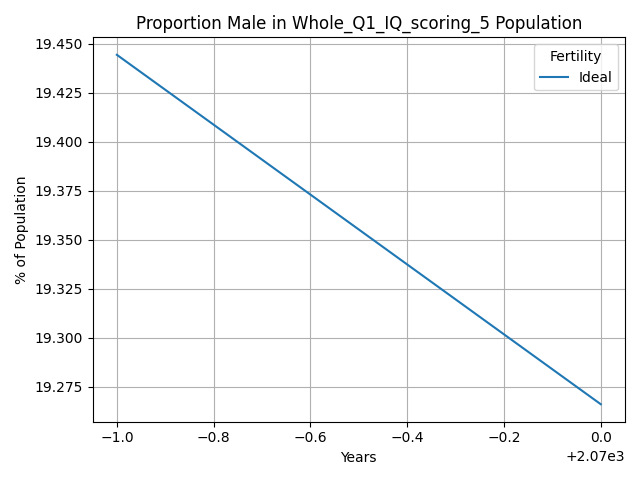 Proportion Male in Whole_Q1_IQ_scoring_5 Population
19.450
19.425
19.400
19.375
19.350
19.325
19.300
19.275
% of Population
Fertility
Ideal
−1.0 −0.8 −0.6 −0.4 −0.2 0.0
Years
+2.07e3